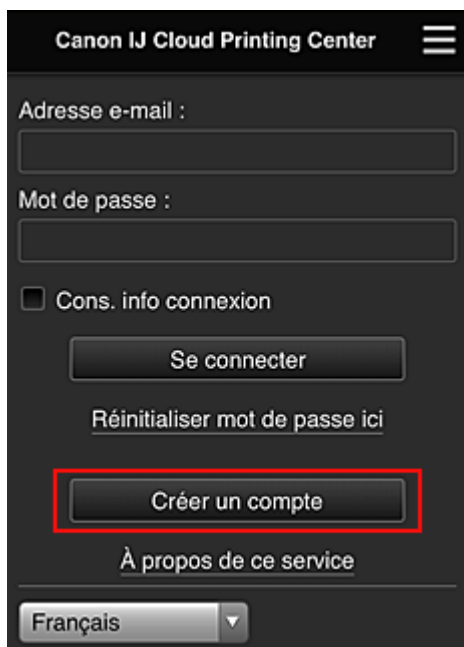 Canon IJ Cloud Printing Center
Adresse e-mail :
Mot de passe :
Cons. info connexion
Se connecter
Réinitialiser mot de passe ici
Créer un compte
À propos de ce service
Français